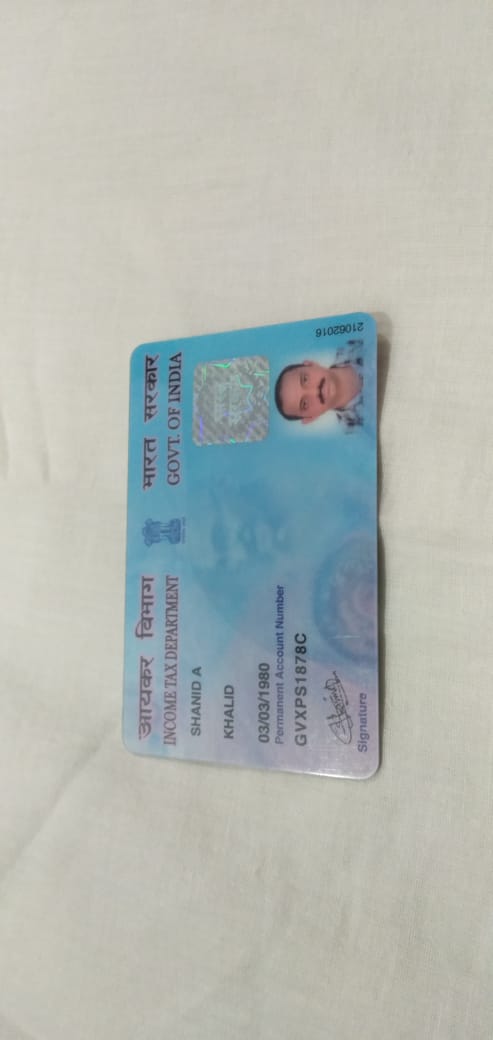 आयकर विभाग
INCOME TAX DEPARTMENT
भारत सरकार
GOVT. OF INDIA
SHANID A
KHALID
03/03/1980
Permanent Account Number
GVXPS1878C
Signature
21062016